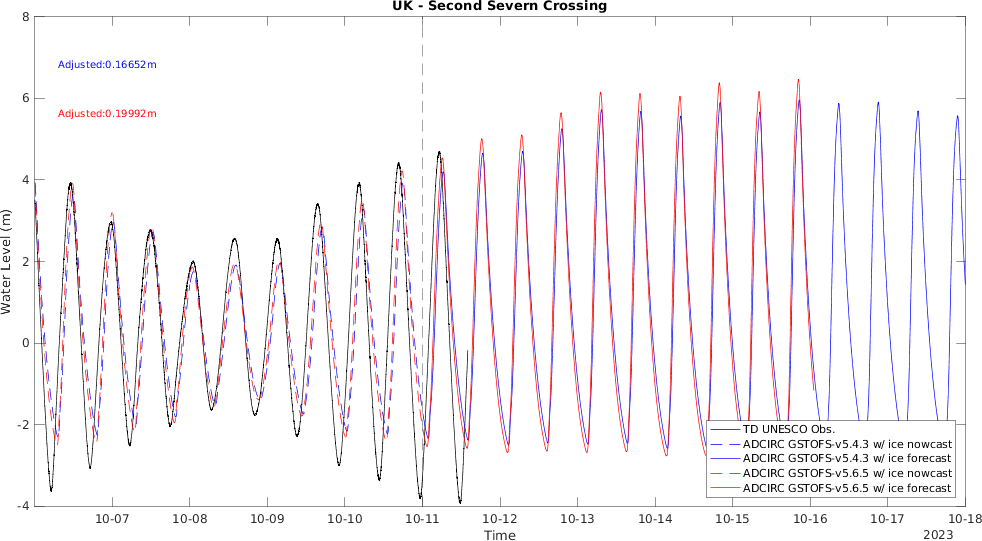 UK - Second Severn Crossing
8
6
4
2
0
-2
-4
Water Level (m)
Adjusted:0.16652m
Adjusted:0.19992m
TD UNESCO Obs.
ADCIRC GSTOFS-v5.4.3 w/ ice nowcast
ADCIRC GSTOFS-v5.4.3 w/ ice forecast
ADCIRC GSTOFS-v5.6.5 w/ ice nowcast
ADCIRC GSTOFS-v5.6.5 w/ ice forecast
10-07 10-08 10-09 10-10 10-11 10-12 10-13 10-14 10-15 10-16 10-17 10-18
Time
2023